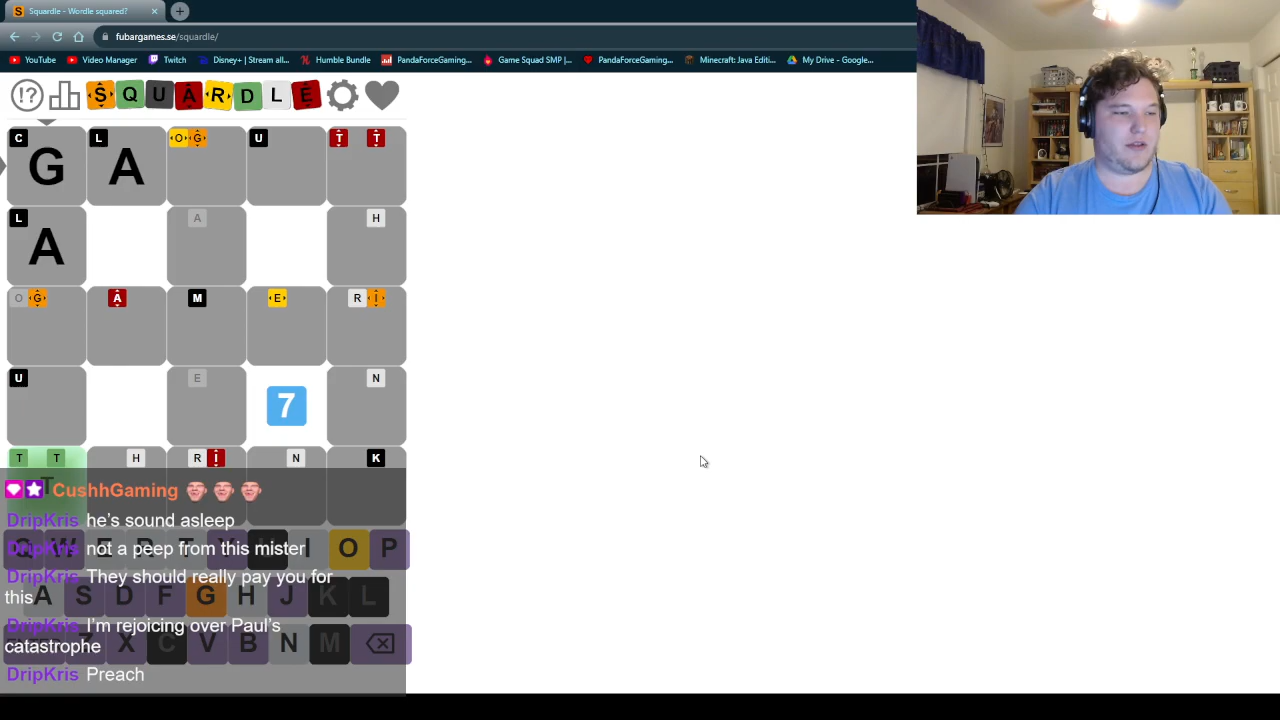 Squardle - Wordle squared?
fubargames.se/squardle/
YouTube Video Manager Twitch Disney+ | Stream all... Humble Bundle PandaForceGaming... Game Squad SMP |... PandaForceGaming... Minecraft: Java Editi... My Drive - Google...
!? S Q U A R D L E
C G L A O G U T T
L A A H
O G A M E R I
U E 7 N
T T T H R I N K
CushhGaming
DripKris he's sound asleep
Q W E R T Y U I O P
DripKris not a peep from this mister
DripKris They should really pay you for
this
A S D F G H J K L
DripKris I'm rejoicing over Paul's
catastrophe
Z X C V B N M
DripKris Preach